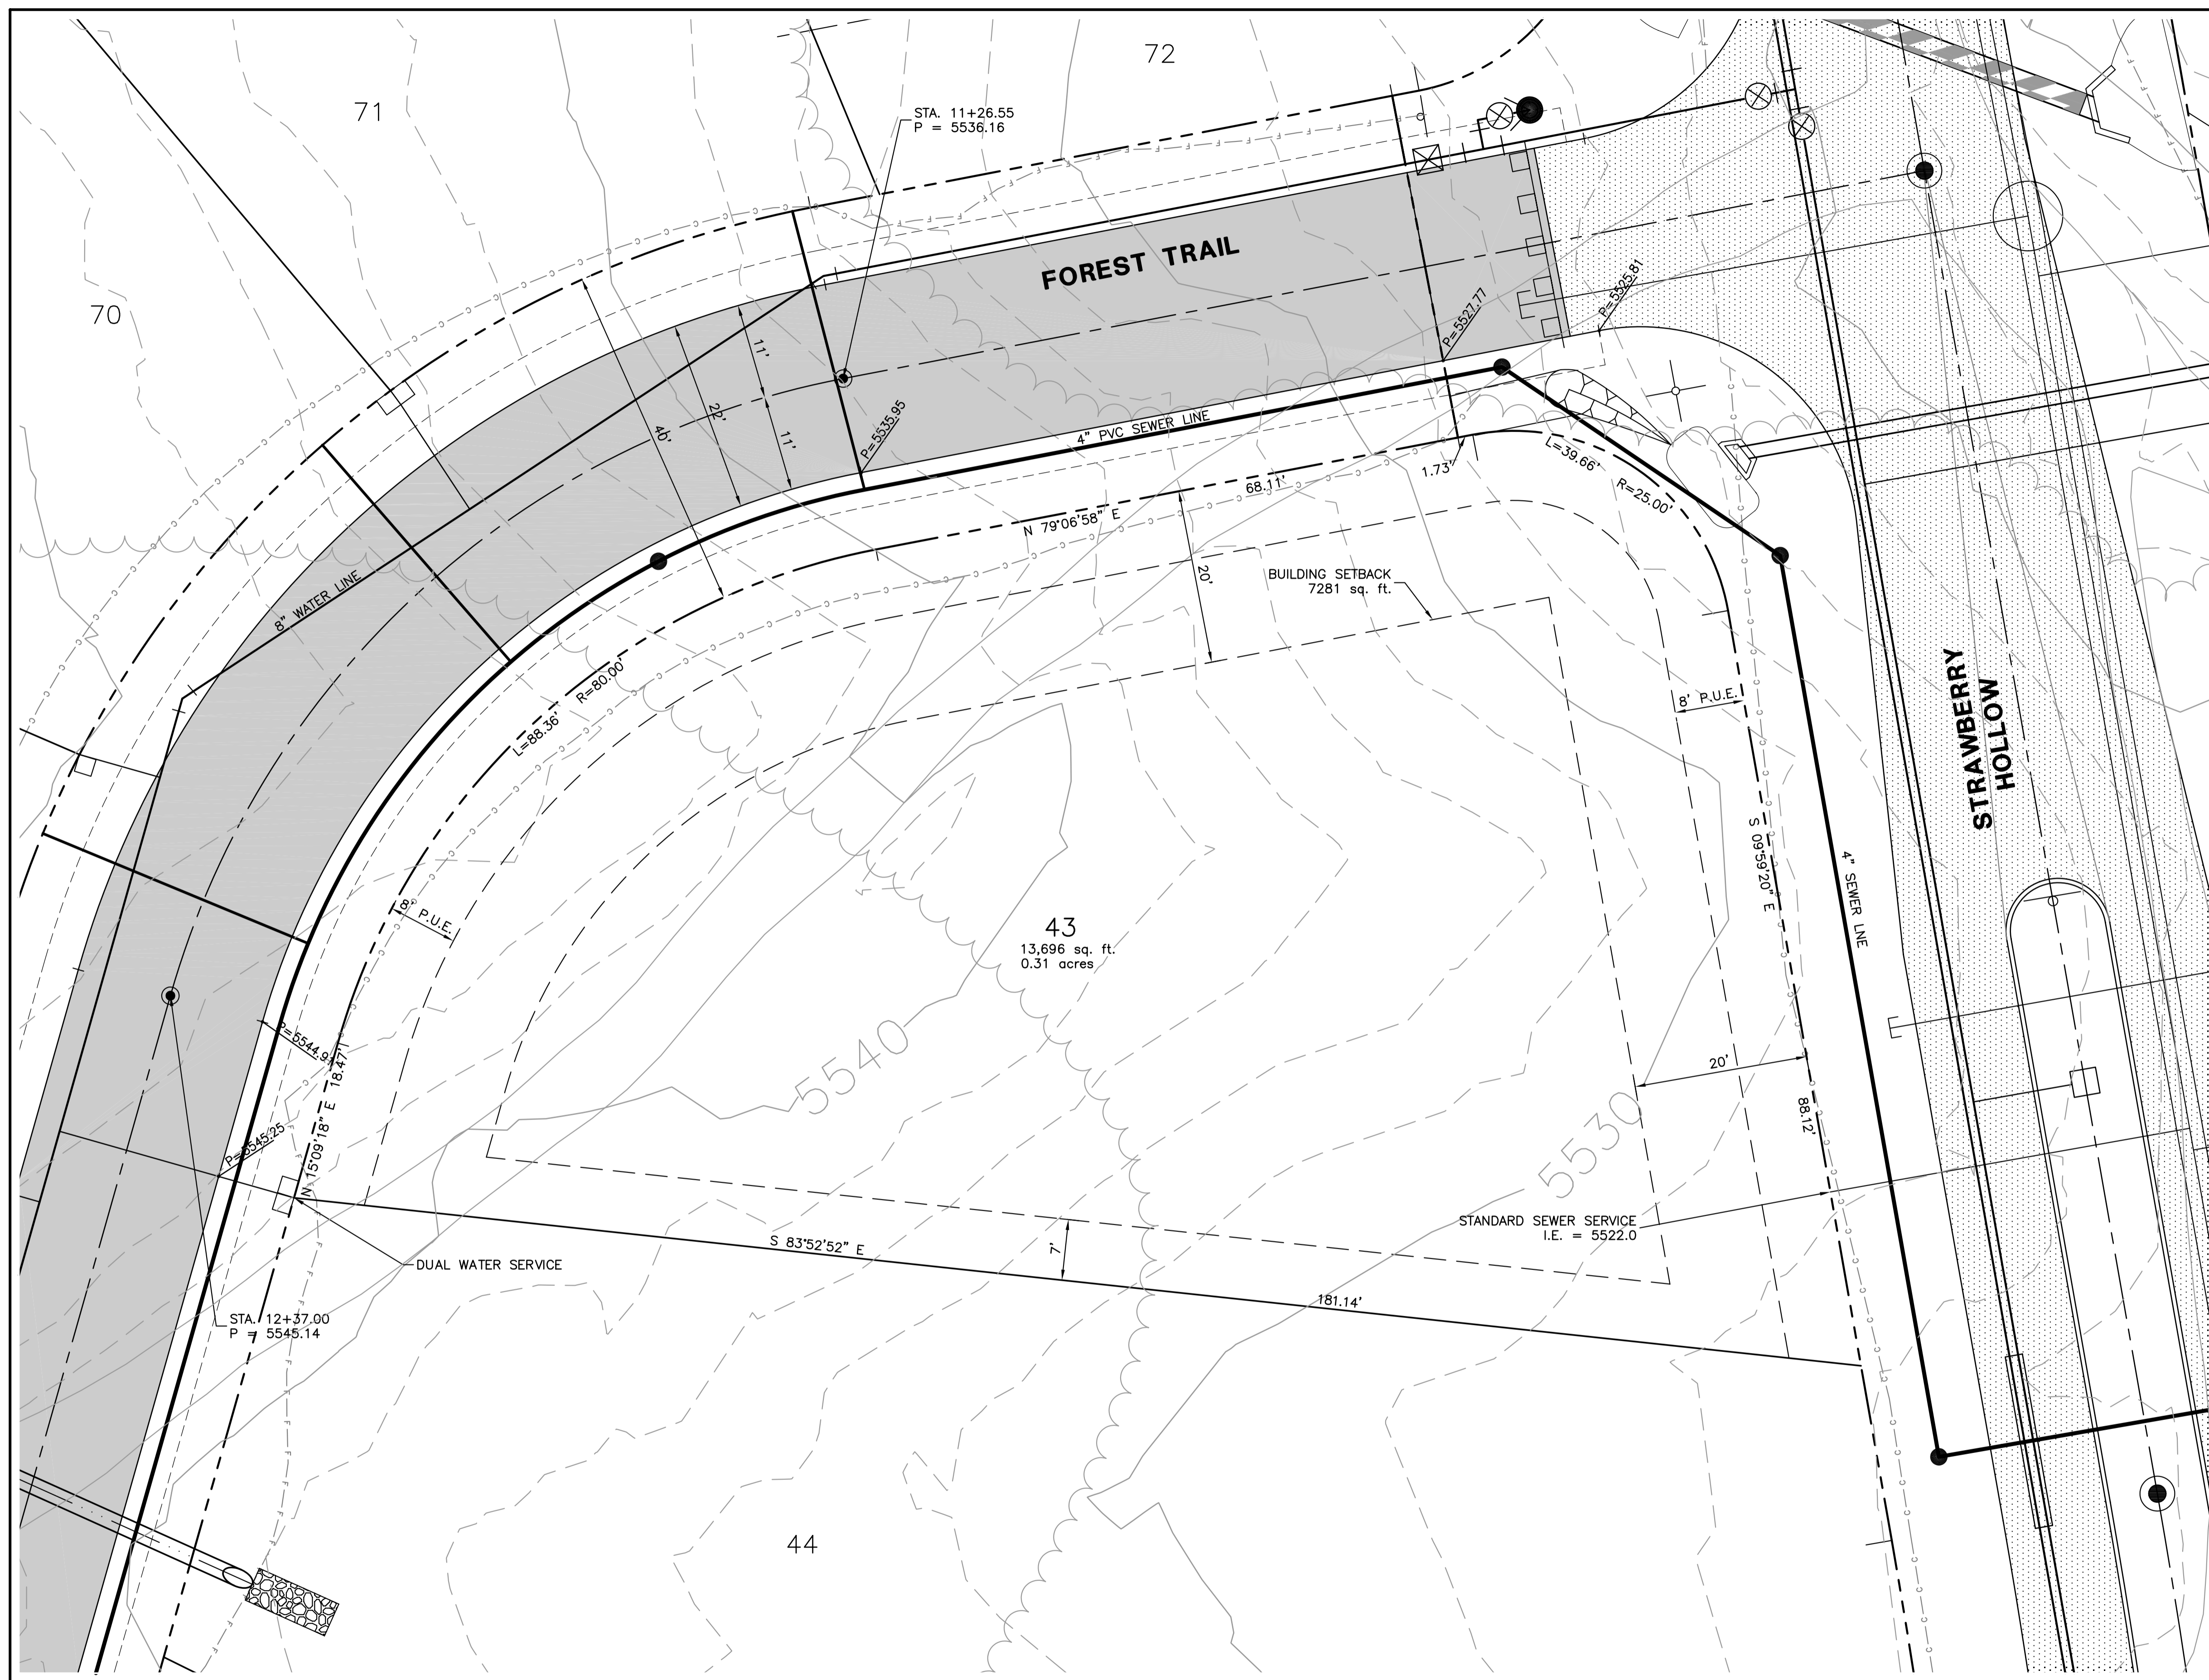 72
71
STA. 11+26.55
P = 5536.16
70
FOREST TRAIL
P=5525.81
P=5527.77
11'
22'
46'
11'
P=5535.95
4" PVC SEWER LINE
1.73'
L=39.66'
R=25.00'
68.11'
N 79°06'58" E
20'
BUILDING SETBACK
7281 sq. ft.
8" WATER LINE
R=80.00'
L=88.36'
8' P.U.E.
STRAWBERRY
HOLLOW
S 09°59'20" E
4" SEWER LNE
8' P.U.E.
43
13,696 sq. ft.
0.31 acres
5540
18.47'
20'
88.12'
5530
P=5545.25
N 15°09'18" E
STANDARD SEWER SERVICE
I.E. = 5522.0
S 83°52'52" E
7'
DUAL WATER SERVICE
181.14'
STA. 12+37.00
P = 5545.14
44